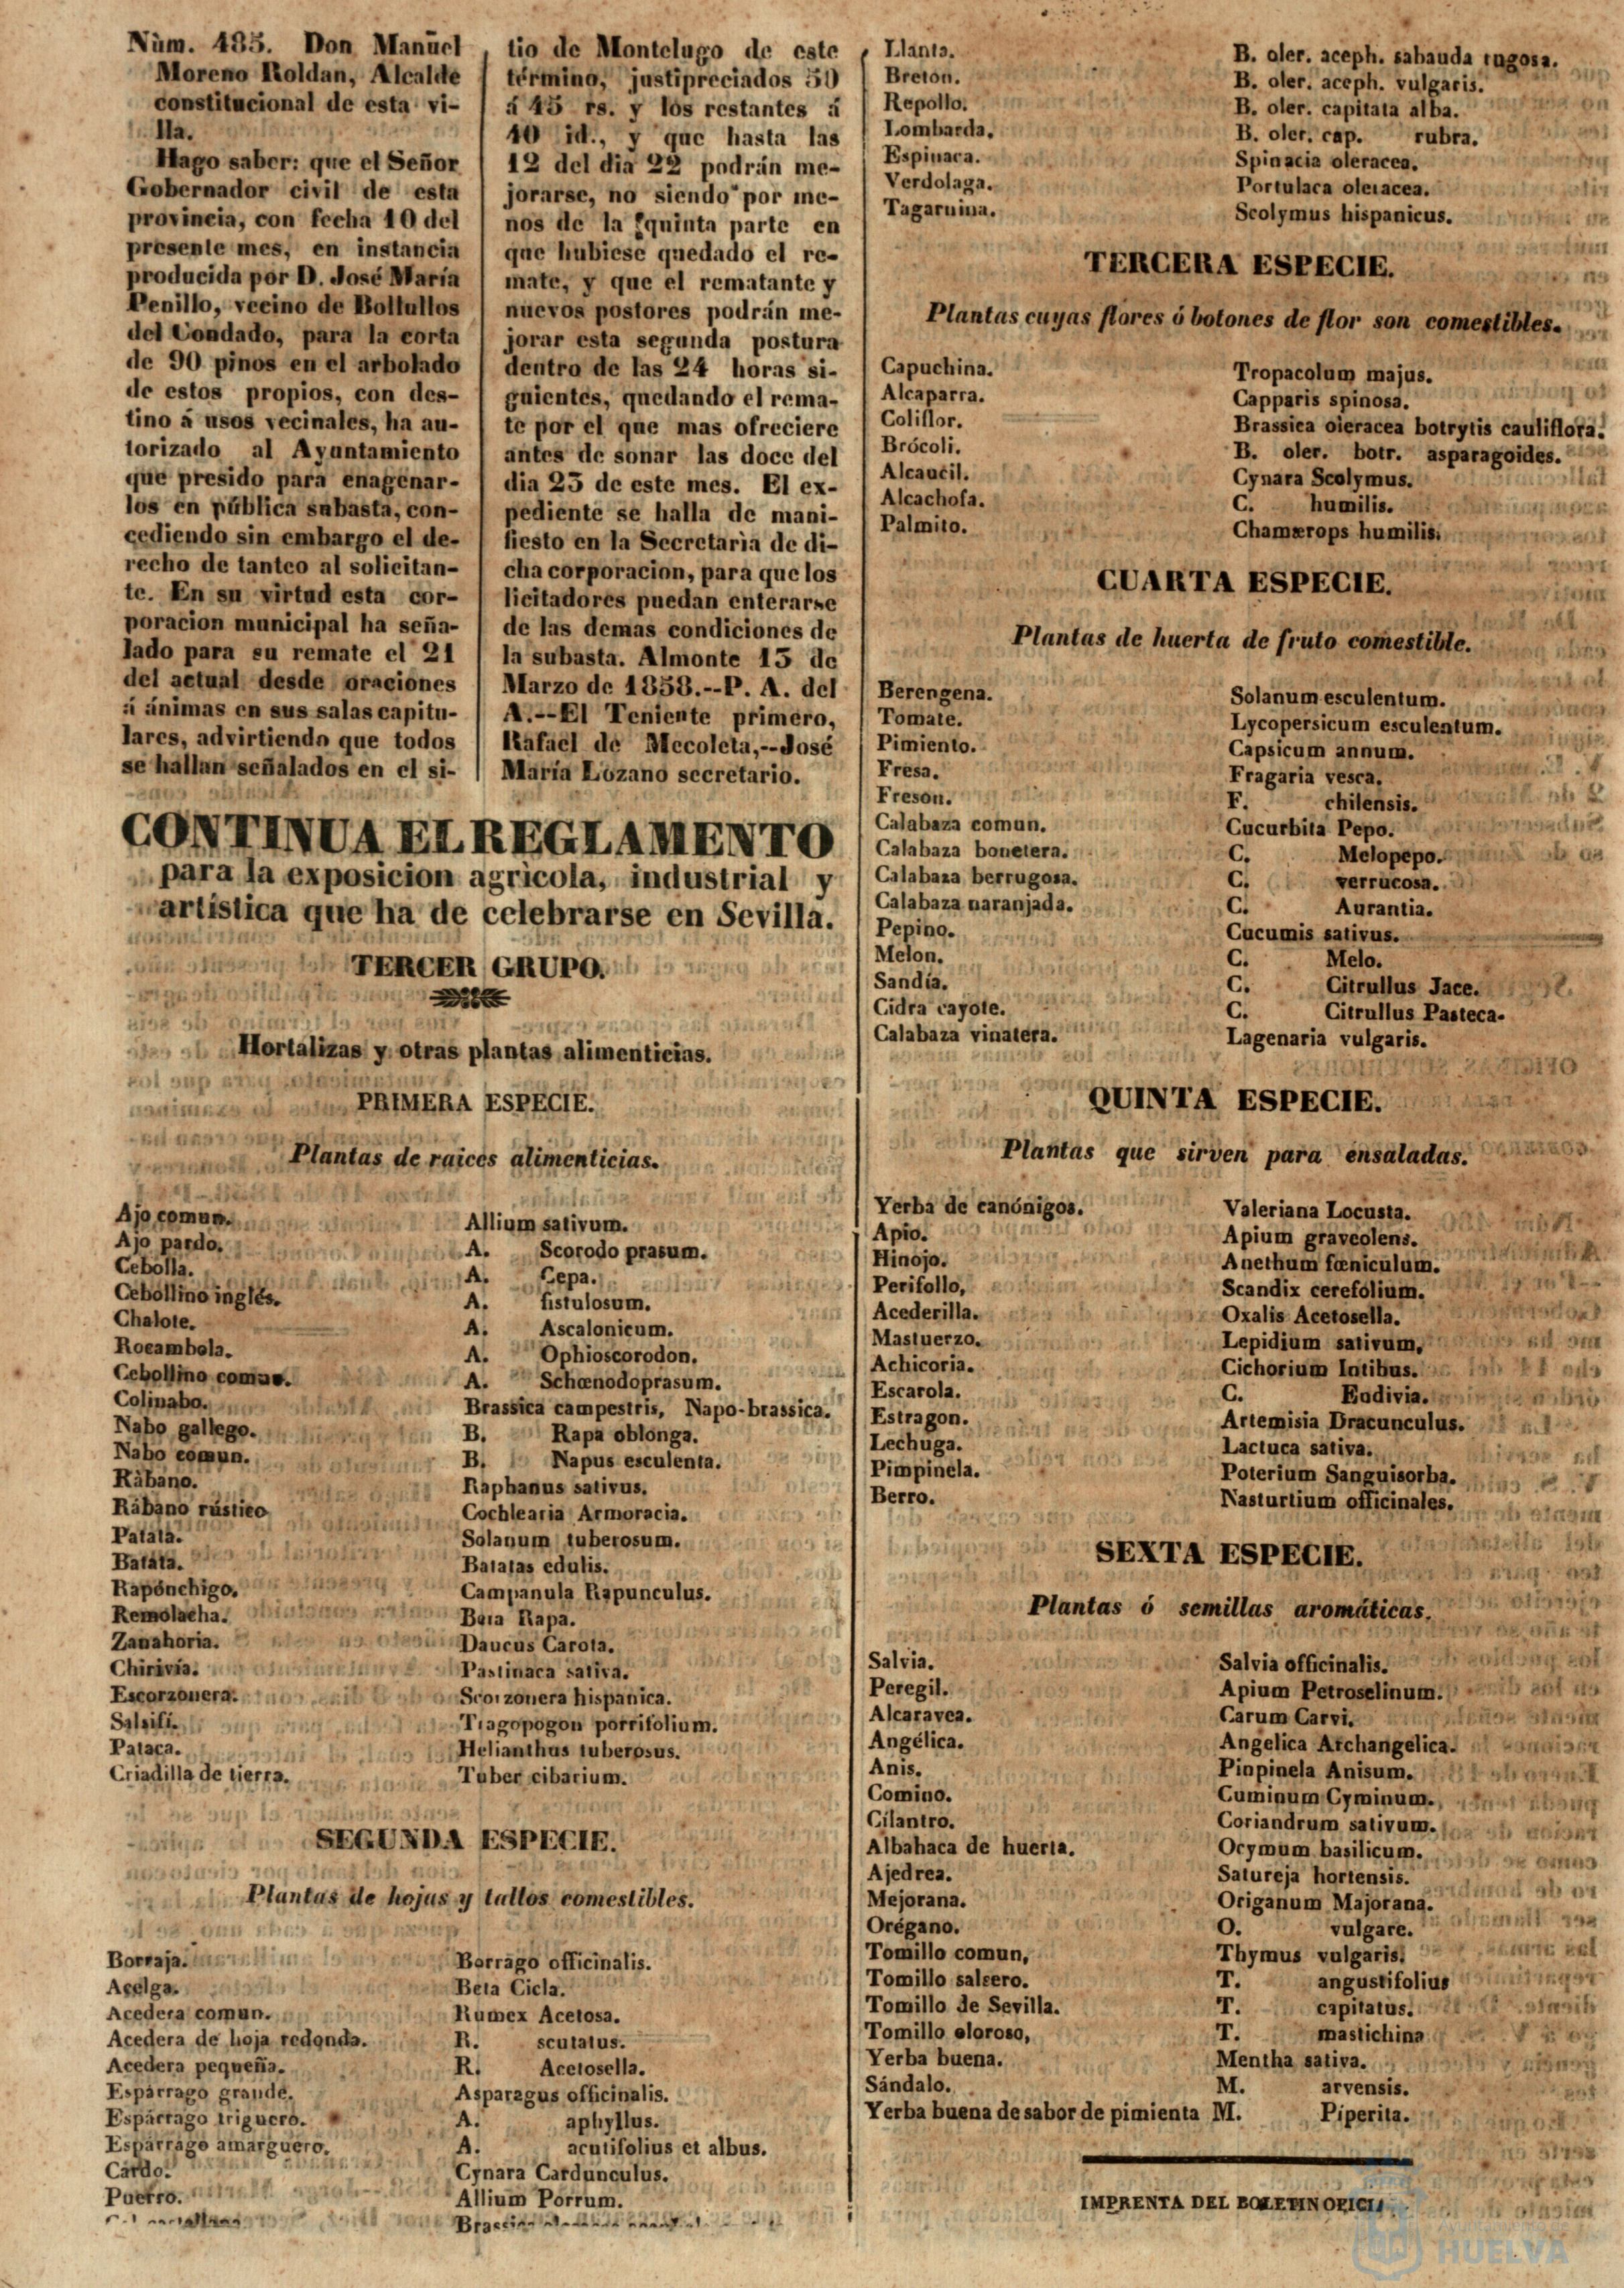 Núm. 485. Don Manuel
Moreno Roldan, Alcalde
constitucional de esta vi-
lla.
Hago saber: que el Señor
Gobernador civil de esta
provincia, con fecha 10 del
presente mes, en instancia
producida por D. José María
Penillo, vecino de Bollullos
del Condado, para la corta
de 90 pinos en el arbolado
de estos propios, con des-
tino á usos vecinales, ha au-
torizado al Ayuntamiento
que presido para enagenar-
los en pública subasta, con-
cediendo sin embargo el de-
recho de tanteo al solicitan-
te. En su virtud esta cor-
poracion municipal ha seña-
lado para su remate el 21
del actual desde oraciones
á ánimas en sus salas capitu-
lares, advirtiendo que todos
se hallan señalados en el si-
tio de Montelugo de este
término, justipreciados 50
á 45 rs. y los restantes á
40 id., y que hasta las
12 del dia 22 podrán me-
jorarse, no siendo por me-
nos de la quinta parte en
que hubiese quedado el re-
mate, y que el rematante y
nuevos postores podrán me-
jorar esta segunda postura
dentro de las 24 horas si-
guientes, quedando el rema-
te por el que mas ofreciere
antes de sonar las doce del
dia 23 de este mes. El ex-
pediente se halla de mani-
fiesto en la Secretarìa de di-
cha corporacion, para que los
licitadores puedan enterarse
de las demas condiciones de
la subasta. Almonte 13 de
Marzo de 1858.--P. A. del
A.--El Teniente primero,
Rafael de Mecoleta,--José
María Lozano secretario.
CONTINUA EL REGLAMENTO
para la exposicion agrìcola, industrial y
artística que ha de celebrarse en Sevilla.
TERCER GRUPO.
Hortalizas y otras plantas alimenticias.
PRIMERA ESPECIE.
Plantas de raices alimenticias.
Ajo comun. Allium sativum.
Ajo pardo. A. Scorodo prasum.
Cebolla. A. Cepa.
Cebollino inglés. A. fistulosum.
Chalote. A. Ascalonicum.
Rocambola. A. Ophioscorodon.
Cebollino comun. A. Schœnodoprasum.
Colinabo. Brassica campestris, Napo-brassica.
Nabo gallego. B. Rapa oblonga.
Nabo comun. B. Napus esculenta.
Ràbano. Raphanus sativus.
Rábano rústico Cochlearia Armoracia.
Patata. Solanum tuberosum.
Batata. Batatas edulis.
Rapónchigo. Campanula Rapunculus.
Remolacha. Beta Rapa.
Zanahoria. Daucus Carota.
Chirivía. Pastinaca sativa.
Escorzonera. Scorzonera hispanica.
Salsifí. Tragopogon porrifolium.
Pataca. Helianthus tuberosus.
Criadilla de tierra. Tuber cibarium.
SEGUNDA ESPECIE.
Plantas de hojas y tallos comestibles.
Borraja. Borrago officinalis.
Acelga. Beta Cicla.
Acedera comun. Rumex Acetosa.
Acedera de hoja redonda. R. scutatus.
Acedera pequeña. R. Acetosella.
Espárrago grande. Asparagus officinalis.
Espárrago triguero. A. aphyllus.
Espárrago amarguero. A. acutifolius et albus.
Cardo. Cynara Cardunculus.
Puerro. Allium Porrum.
Llanta. B. oler. aceph. sabauda rugosa.
Breton. B. oler. aceph. vulgaris.
Repollo. B. oler. capitata alba.
Lombarda. B. oler. cap. rubra.
Espinaca. Spinacia oleracea.
Verdolaga. Portulaca oleracea.
Tagarnina. Scolymus hispanicus.
TERCERA ESPECIE.
Plantas cuyas flores ó botones de flor son comestibles.
Capuchina. Tropacolum majus.
Alcaparra. Capparis spinosa.
Coliflor. Brassica oleracea botrytis cauliflora.
Brócoli. B. oler. botr. asparagoides.
Alcaucil. Cynara Scolymus.
Alcachofa. C. humilis.
Palmito. Chamærops humilis.
CUARTA ESPECIE.
Plantas de huerta de fruto comestible.
Berengena. Solanum esculentum.
Tomate. Lycopersicum esculentum.
Pimiento. Capsicum annum.
Fresa. Fragaria vesca.
Freson. F. chilensis.
Calabaza comun. Cucurbita Pepo.
Calabaza bonetera. C. Melopepo.
Calabaza berrugosa. C. verrucosa.
Calabaza naranjada. C. Aurantia.
Pepino. Cucumis sativus.
Melon. C. Melo.
Sandía. C. Citrullus Jace.
Cidra cayote. C. Citrullus Pasteca.
Calabaza vinatera. Lagenaria vulgaris.
QUINTA ESPECIE.
Plantas que sirven para ensaladas.
Yerba de canónigos. Valeriana Locusta.
Apio. Apium graveolens.
Hinojo. Anethum fœniculum.
Perifollo, Scandix cerefolium.
Acederilla. Oxalis Acetosella.
Mastuerzo. Lepidium sativum,
Achicoria. Cichorium Intibus.
Escarola. C. Endivia.
Estragon. Artemisia Dracunculus.
Lechuga. Lactuca sativa.
Pimpinela. Poterium Sanguisorba.
Berro. Nasturtium officinales.
SEXTA ESPECIE.
Plantas ó semillas aromáticas.
Salvia. Salvia officinalis.
Peregil. Apium Petroselinum.
Alcaravea. Carum Carvi.
Angélica. Angelica Archangelica.
Anis. Pinpinela Anisum.
Comino. Cuminum Cyminum.
Cilantro. Coriandrum sativum.
Albahaca de huerta. Ocymum basilicum.
Ajedrea. Satureja hortensis.
Mejorana. Origanum Majorana.
Orégano. O. vulgare.
Tomillo comun, Thymus vulgaris.
Tomillo salsero. T. angustifolius
Tomillo de Sevilla. T. capitatus.
Tomillo oloroso, T. mastichina
Yerba buena. Mentha sativa.
Sándalo. M. arvensis.
Yerba buena de sabor de pimienta M. Piperita.
IMPRENTA DEL BOLETIN
HUELVA